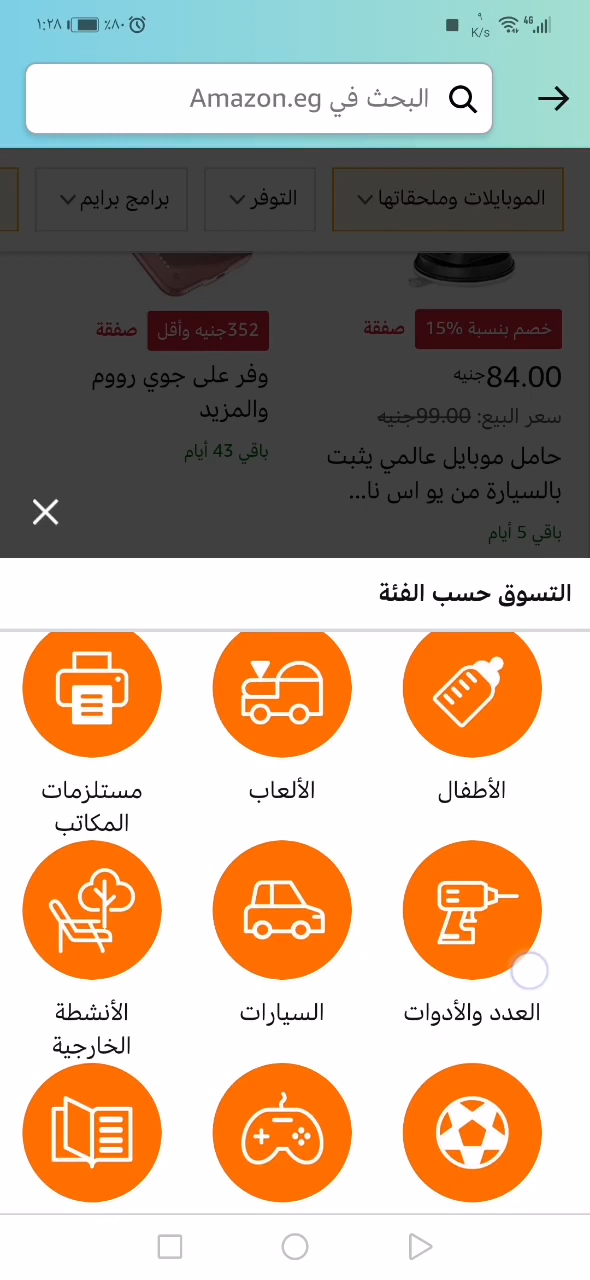 ١:٢٨ ٪٨٠
٩
K/s
4G
البحث في Amazon.eg
الموبايلات وملحقاتها
التوفر
برامج برايم
خصم بنسبة 15% صفقة
84.00جنيه
سعر البيع: 99.00جنيه
حامل موبايل عالمي يثبت
بالسيارة من يو اس نا...
باقي 5 أيام
352جنيه وأقل صفقة
وفر على جوي رووم
والمزيد
باقي 43 أيام
التسوق حسب الفئة
الأطفال
الألعاب
مستلزمات
المكاتب
العدد والأدوات
السيارات
الأنشطة
الخارجية